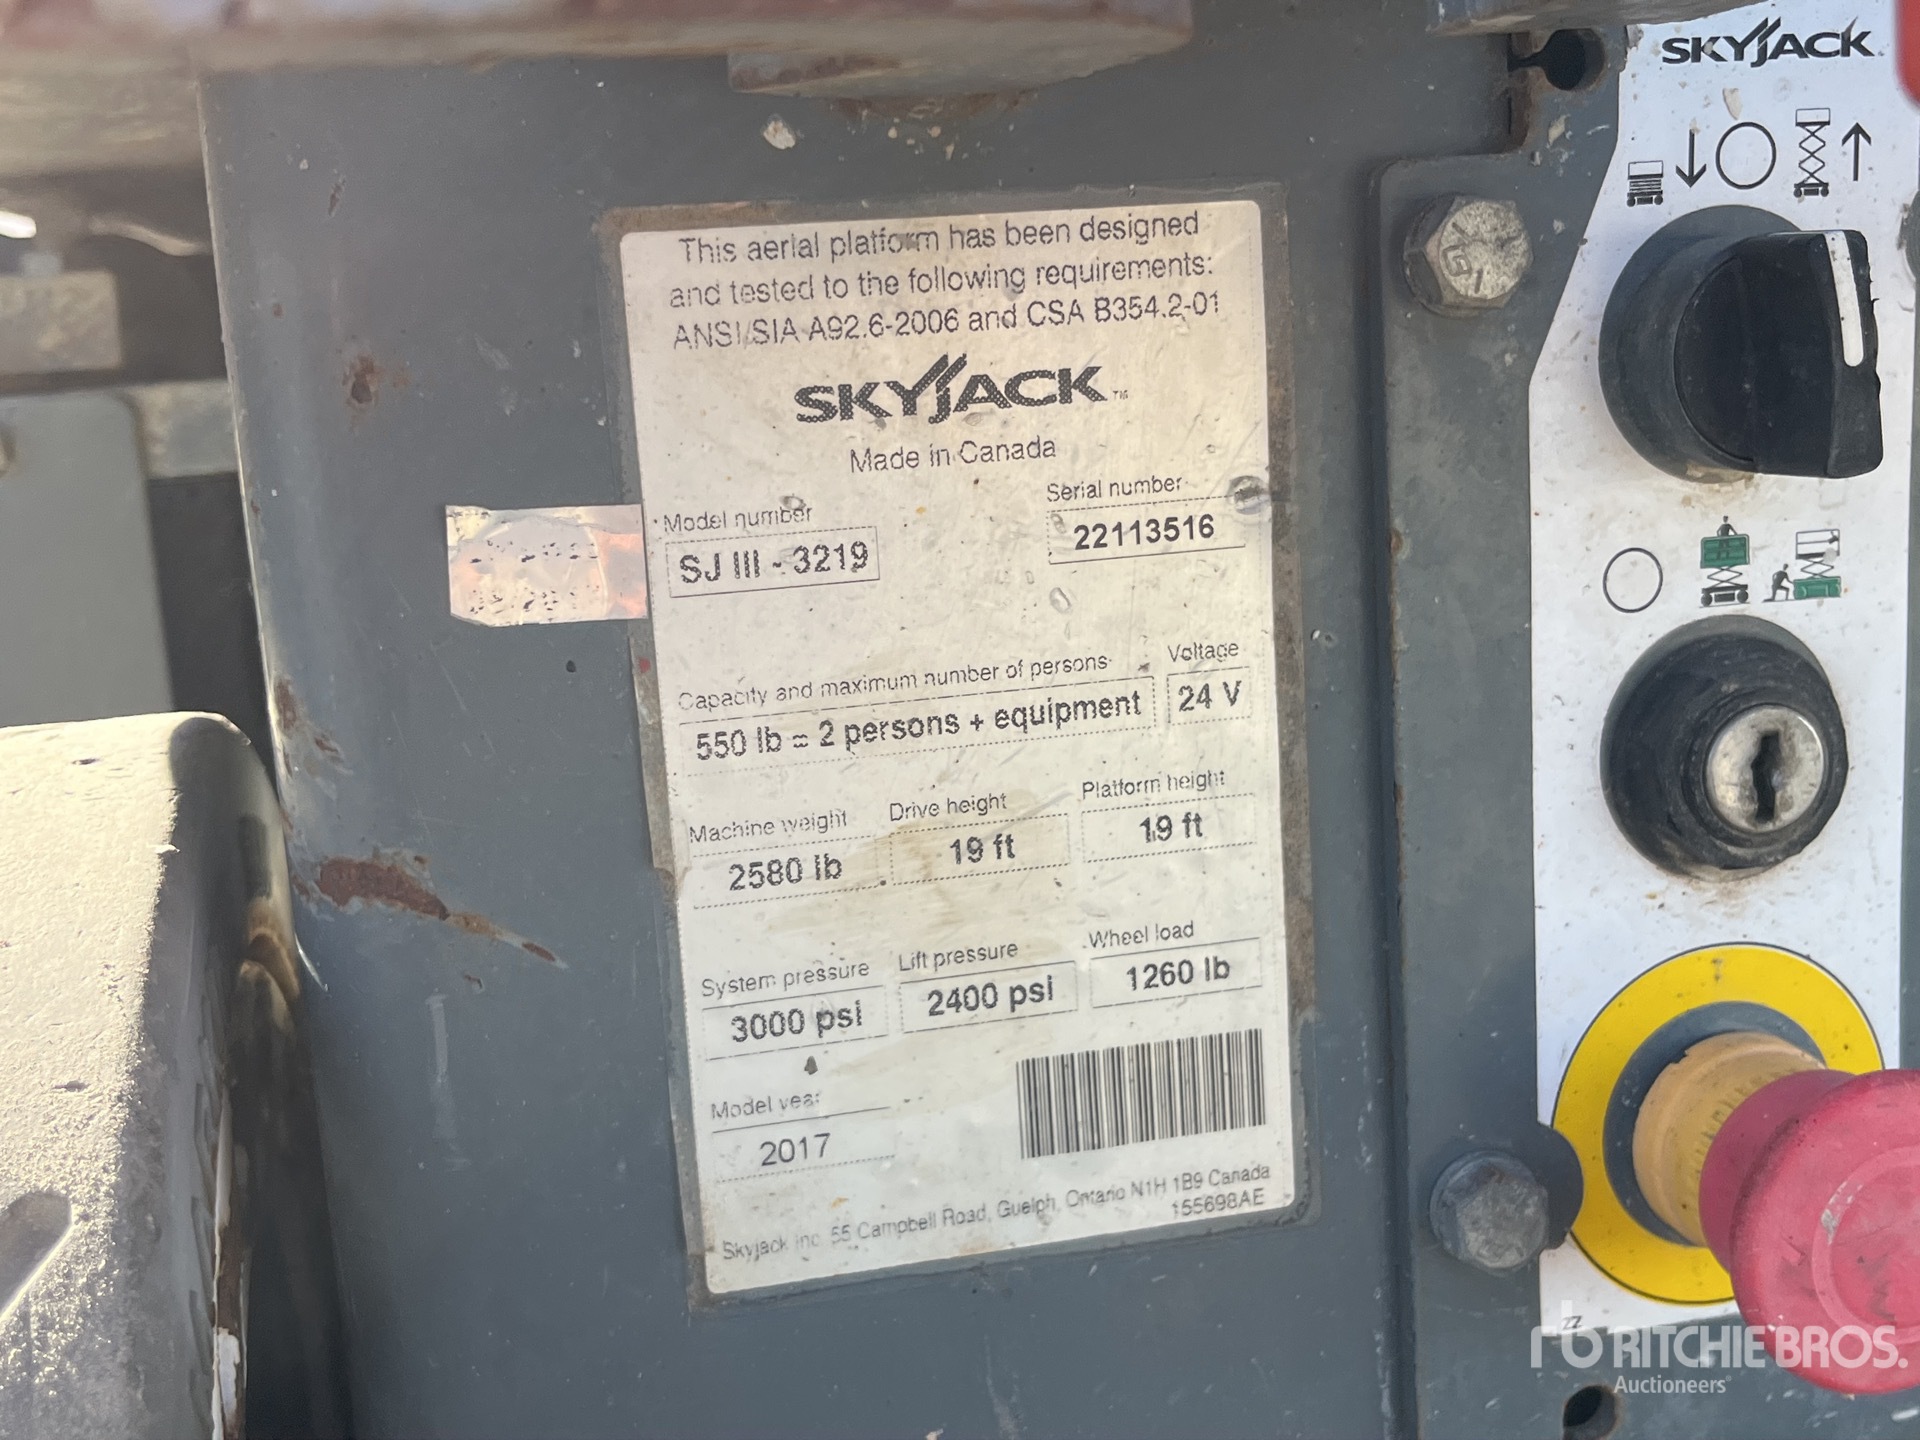 SKYJACK
This aerial platform has been designed
and tested to the following requirements:
ANSI/SIA A92.6-2006 and CSA B354.2-01
SKYJACK™
Made in Canada
Model number
Serial number
SJ III - 3219
22113516
Capacity and maximum number of persons
Voltage
550 lb = 2 persons + equipment
24 V
Machine weight
Drive height
Platform height
2580 lb
19 ft
19 ft
System pressure
Lift pressure
Wheel load
3000 psi
2400 psi
1260 lb
Model year
2017
Skyjack Inc. 55 Campbell Road, Guelph, Ontario N1H 1B9 Canada
155698AE
rb RITCHIE BROS.
Auctioneers